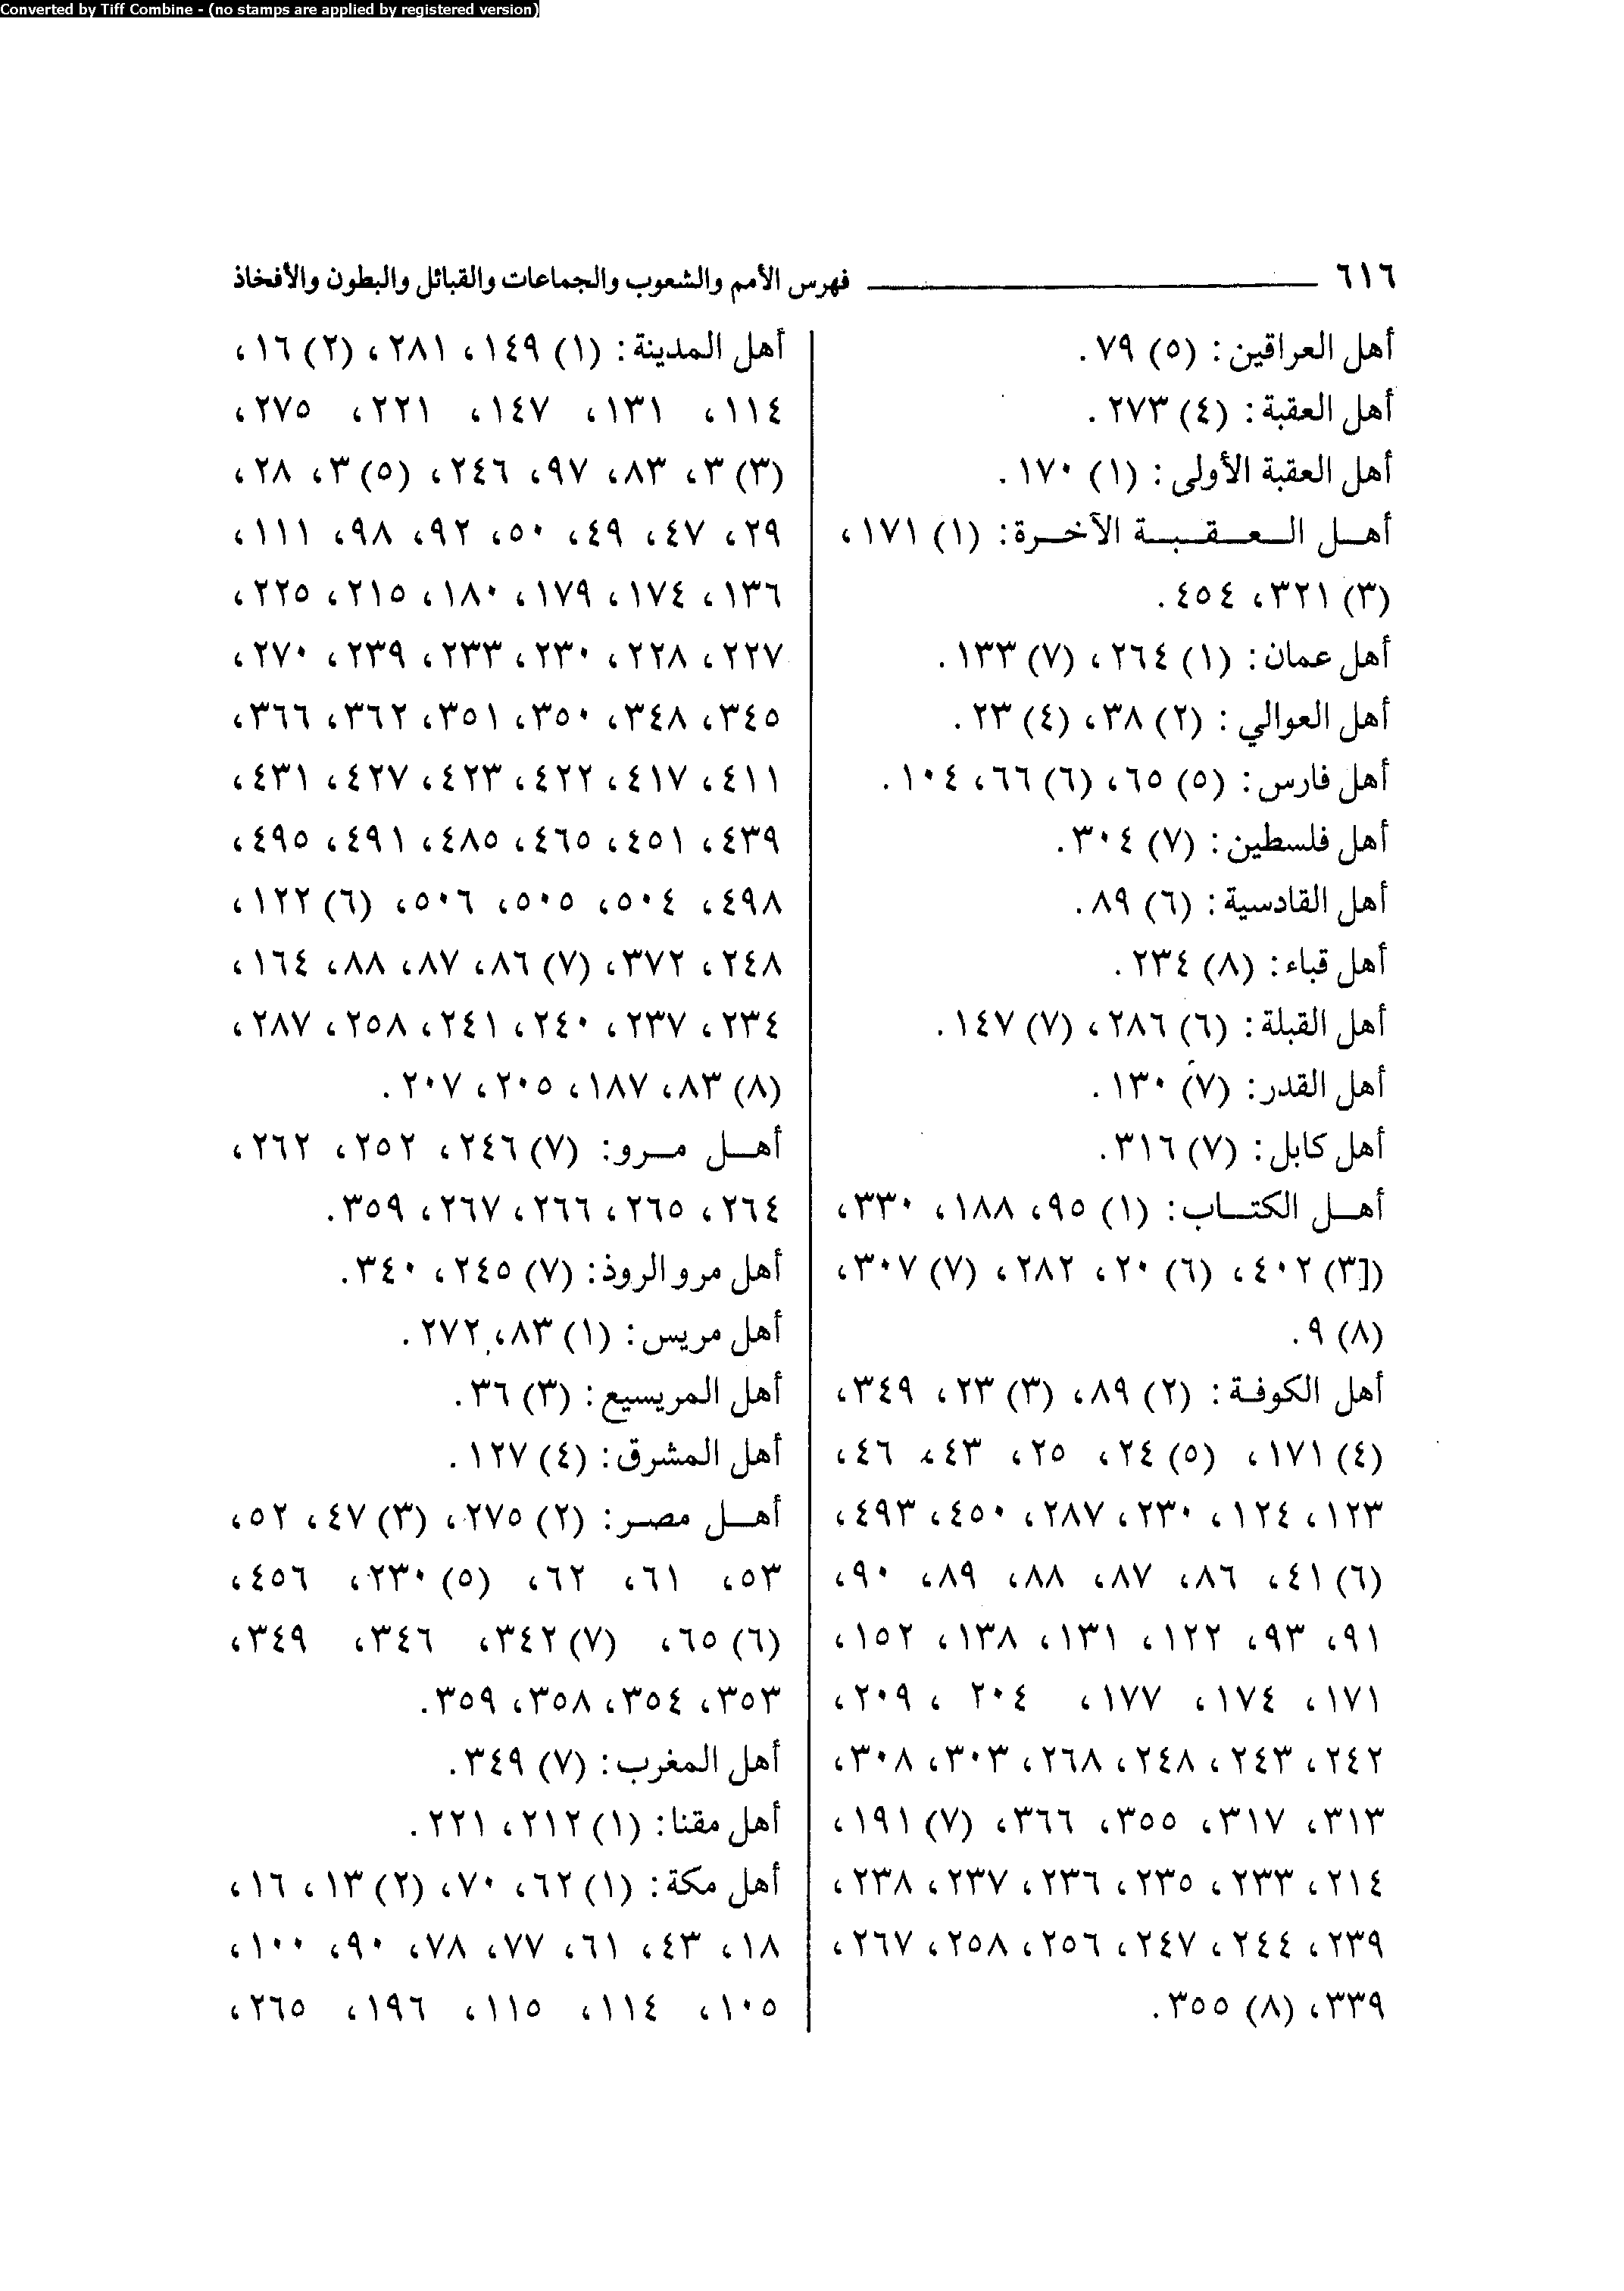 Converted by Tiff Combine - (no stamps are applied by registered version)
٦١٦ فهرس الأمم والشعوب والجماعات والقبائل والبطون والأفخاذ
أهل العراقين: (٥) ٧٩.
أهل العقبة: (٤) ٢٧٣.
أهل العقبة الأولى: (١) ١٧٠.
أهل العقبة الآخرة: (١) ١٧١،
(٣) ٣٢١، ٤٥٤.
أهل عمان: (١) ٢٦٤، (٧) ١٣٣.
أهل العوالي: (٢) ٣٨، (٤) ٢٣.
أهل فارس: (٥) ٦٥، (٦) ٦٦، ١٠٤.
أهل فلسطين: (٧) ٣٠٤.
أهل القادسية: (٦) ٨٩.
أهل قباء: (٨) ٢٣٤.
أهل القبلة: (٦) ٢٨٦، (٧) ١٤٧.
أهل القدر: (٧) ١٣٠.
أهل كابل: (٧) ٣١٦.
أهل الكتاب: (١) ٩٥، ١٨٨، ٣٣٠،
([٣) ٤٠٢، (٦) ٢٠، ٢٨٢، (٧) ٣٠٧،
(٨) ٩.
أهل الكوفة: (٢) ٨٩، (٣) ٢٣، ٣٤٩،
(٤) ١٧١، (٥) ٢٤، ٢٥، ٤٣، ٤٦،
١٢٣، ١٢٤، ٢٣٠، ٢٨٧، ٤٥٠، ٤٩٣،
(٦) ٤١، ٨٦، ٨٧، ٨٨، ٨٩، ٩٠،
٩١، ٩٣، ١٢٢، ١٣١، ١٣٨، ١٥٢،
١٧١، ١٧٤، ١٧٧، ٢٠٤، ٢٠٩،
٢٤٢، ٢٤٣، ٢٤٨، ٢٦٨، ٣٠٣، ٣٠٨،
٣١٣، ٣١٧، ٣٥٥، ٣٦٦، (٧) ١٩١،
٢١٤، ٢٣٣، ٢٣٥، ٢٣٦، ٢٣٧، ٢٣٨،
٢٣٩، ٢٤٤، ٢٤٧، ٢٥٦، ٢٥٨، ٢٦٧،
٣٣٩، (٨) ٣٥٥.
أهل المدينة: (١) ١٤٩، ٢٨١، (٢) ١٦،
١١٤، ١٣١، ١٤٧، ٢٢١، ٢٧٥،
(٣) ٣، ٨٣، ٩٧، ٢٤٦، (٥) ٣، ٢٨،
٢٩، ٤٧، ٤٩، ٥٠، ٩٢، ٩٨، ١١١،
١٣٦، ١٧٤، ١٧٩، ١٨٠، ٢١٥، ٢٢٥،
٢٢٧، ٢٢٨، ٢٣٠، ٢٣٣، ٢٣٩، ٢٧٠،
٣٤٥، ٣٤٨، ٣٥٠، ٣٥١، ٣٦٢، ٣٦٦،
٤١١، ٤١٧، ٤٢٢، ٤٢٣، ٤٢٧، ٤٣١،
٤٣٩، ٤٥١، ٤٦٥، ٤٨٥، ٤٩١، ٤٩٥،
٤٩٨، ٥٠٤، ٥٠٥، ٥٠٦، (٦) ١٢٢،
٢٤٨، ٣٧٢، (٧) ٨٦، ٨٧، ٨٨، ١٦٤،
٢٣٤، ٢٣٧، ٢٤٠، ٢٤١، ٢٥٨، ٢٨٧،
(٨) ٨٣، ١٨٧، ٢٠٥، ٢٠٧.
أهل مرو: (٧) ٢٤٦، ٢٥٢، ٢٦٢،
٢٦٤، ٢٦٥، ٢٦٦، ٢٦٧، ٣٥٩.
أهل مرو الروذ: (٧) ٢٤٥، ٣٤٠.
أهل مريس: (١) ٨٣، ٢٧٢.
أهل المريسيع: (٣) ٣٦.
أهل المشرق: (٤) ١٢٧.
أهل مصر: (٢) ٢٧٥، (٣) ٤٧، ٥٢،
٥٣، ٦١، ٦٢، (٥) ٢٣٠، ٤٥٦،
(٦) ٦٥، (٧) ٣٤٢، ٣٤٦، ٣٤٩،
٣٥٣، ٣٥٤، ٣٥٨، ٣٥٩.
أهل المغرب: (٧) ٣٤٩.
أهل مقنا: (١) ٢١٢، ٢٢١.
أهل مكة: (١) ٦٢، ٧٠، (٢) ١٣، ١٦،
١٨، ٤٣، ٦١، ٧٧، ٧٨، ٩٠، ١٠٠،
١٠٥، ١١٤، ١١٥، ١٩٦، ٢٦٥،